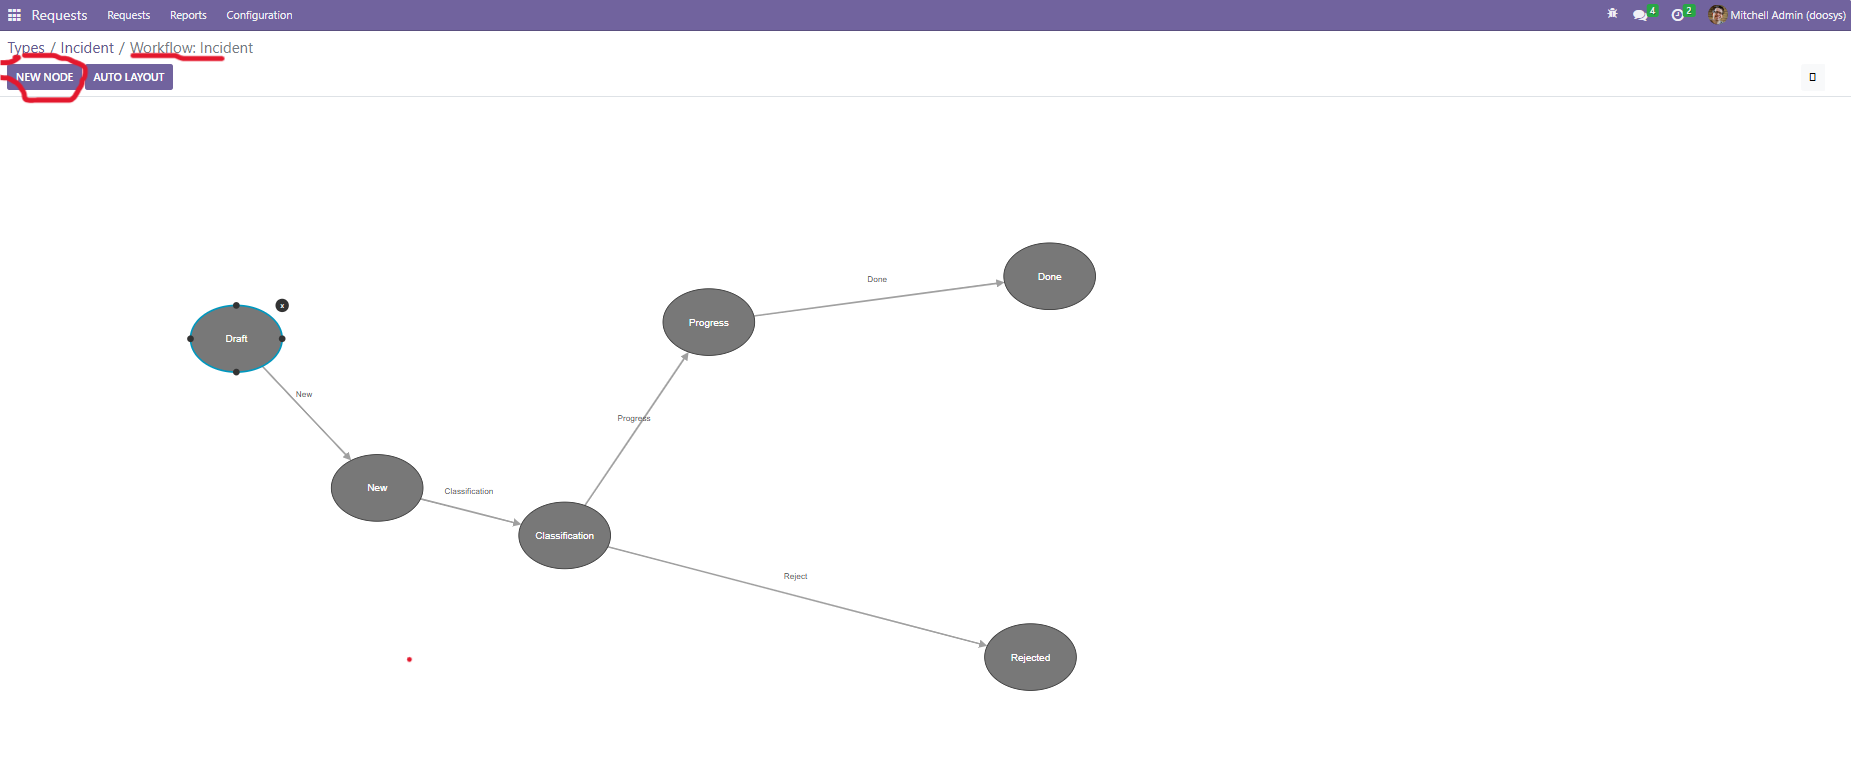 Requests Requests Reports Configuration 4 2 Mitchell Admin (doosys)
Types / Incident / Workflow: Incident
NEW NODE AUTO LAYOUT
Done
Done
x
Progress
Draft
New
Progress
New
Classification
Classification
Reject
Rejected